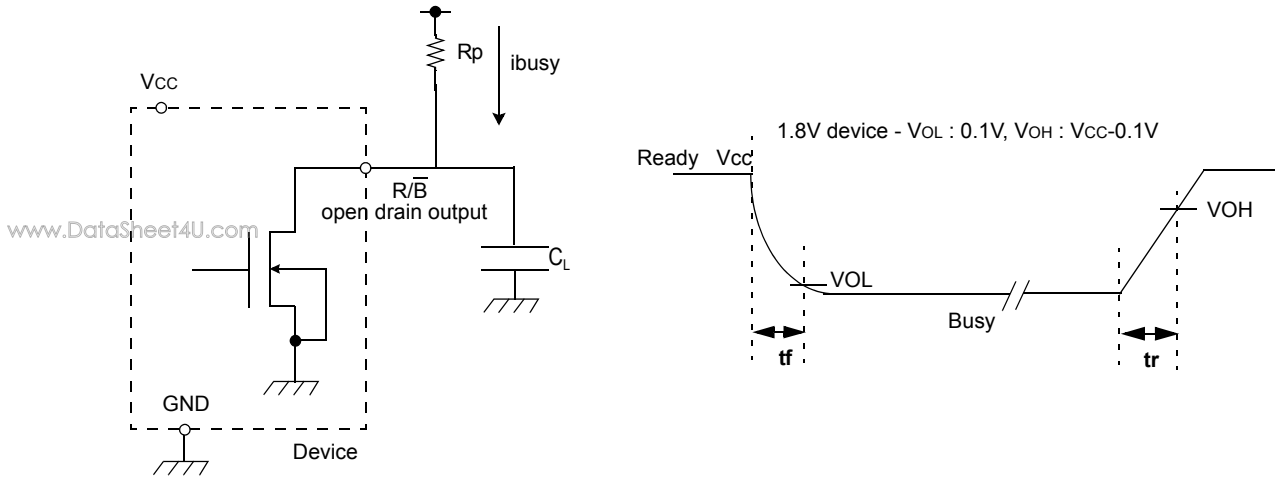 Rp
ibusy
VCC
R/B̅
open drain output
www.DataSheet4U.com
CL
GND
Device
1.8V device - VOL : 0.1V, VOH : VCC-0.1V
Ready Vcc
VOH
VOL
Busy
tf
tr